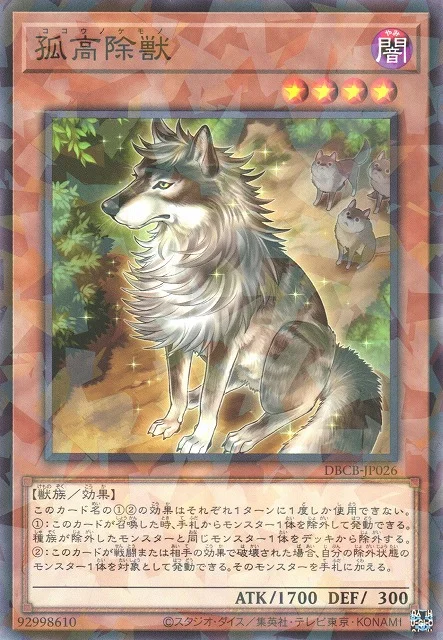 ココウノケモノ
孤高除獣
やみ
闇
DBCB-JP026
【獣族／効果】
このカード名の①②の効果はそれぞれ1ターンに1度しか使用できない。
①：このカードが召喚した時、手札からモンスター1体を除外して発動できる。
種族が除外したモンスターと同じモンスター1体をデッキから除外する。
②：このカードが戦闘または相手の効果で破壊された場合、自分の除外状態の
モンスター1体を対象として発動できる。そのモンスターを手札に加える。
ATK/1700 DEF/ 300
92998610
©スタジオ・ダイス／集英社・テレビ東京・KONAMI